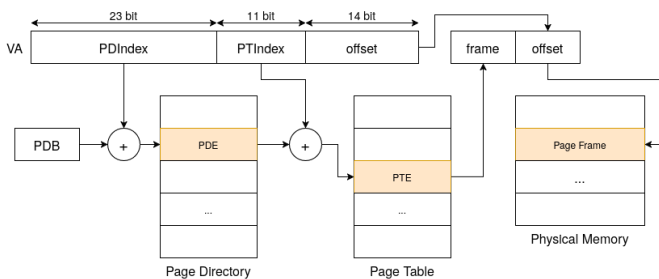 23 bit 11 bit 14 bit
VA PDIndex PTIndex offset frame offset
PDB + PDE + Page Frame
PTE ...
... ...
Page Directory Page Table Physical Memory